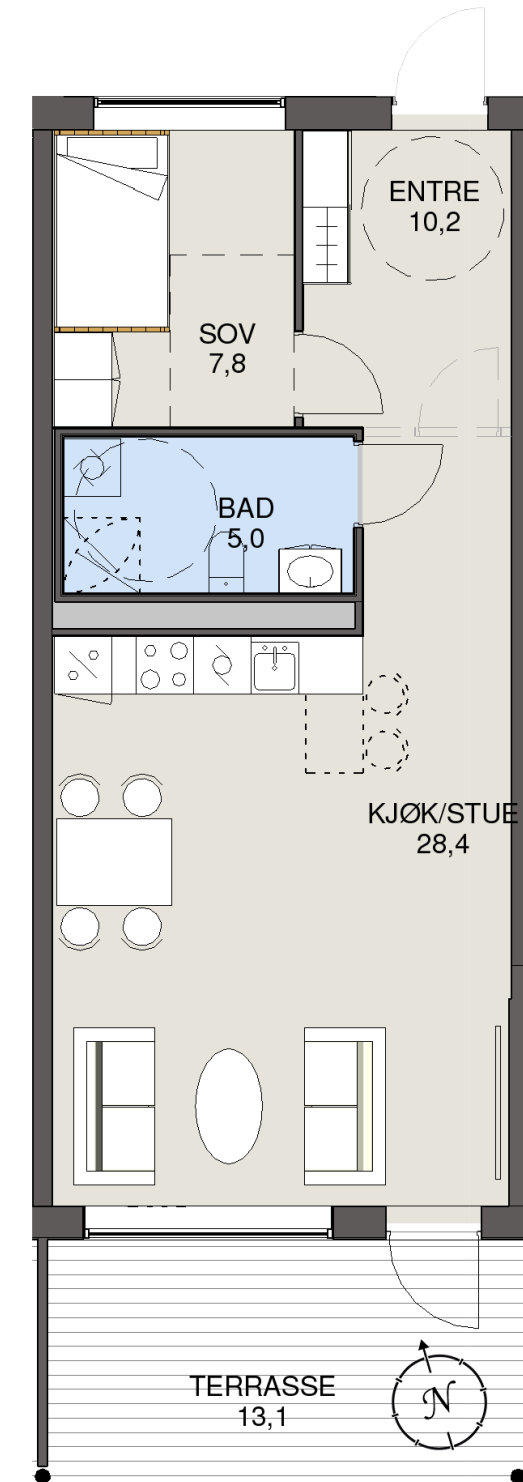 ENTRE
10,2
SOV
7,8
BAD
5,0
KJØK/STUE
28,4
TERRASSE
13,1
N